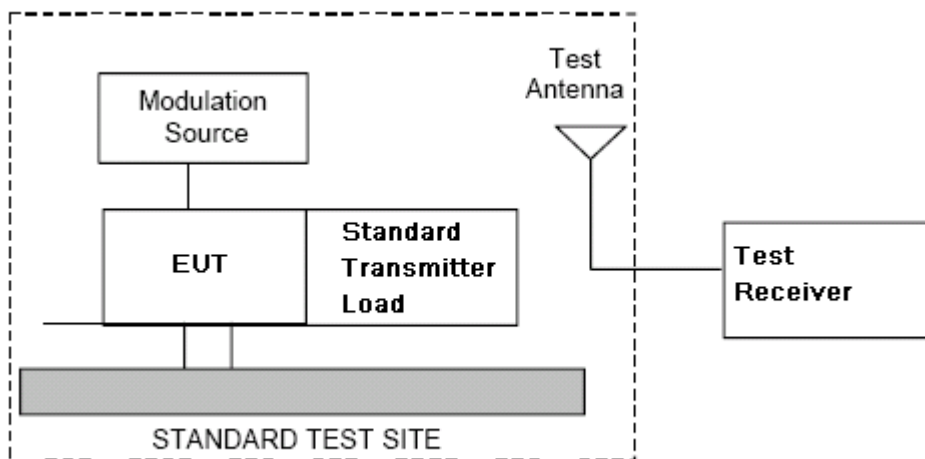 Modulation
Source
Test
Antenna
EUT
Standard
Transmitter
Load
Test
Receiver
STANDARD TEST SITE